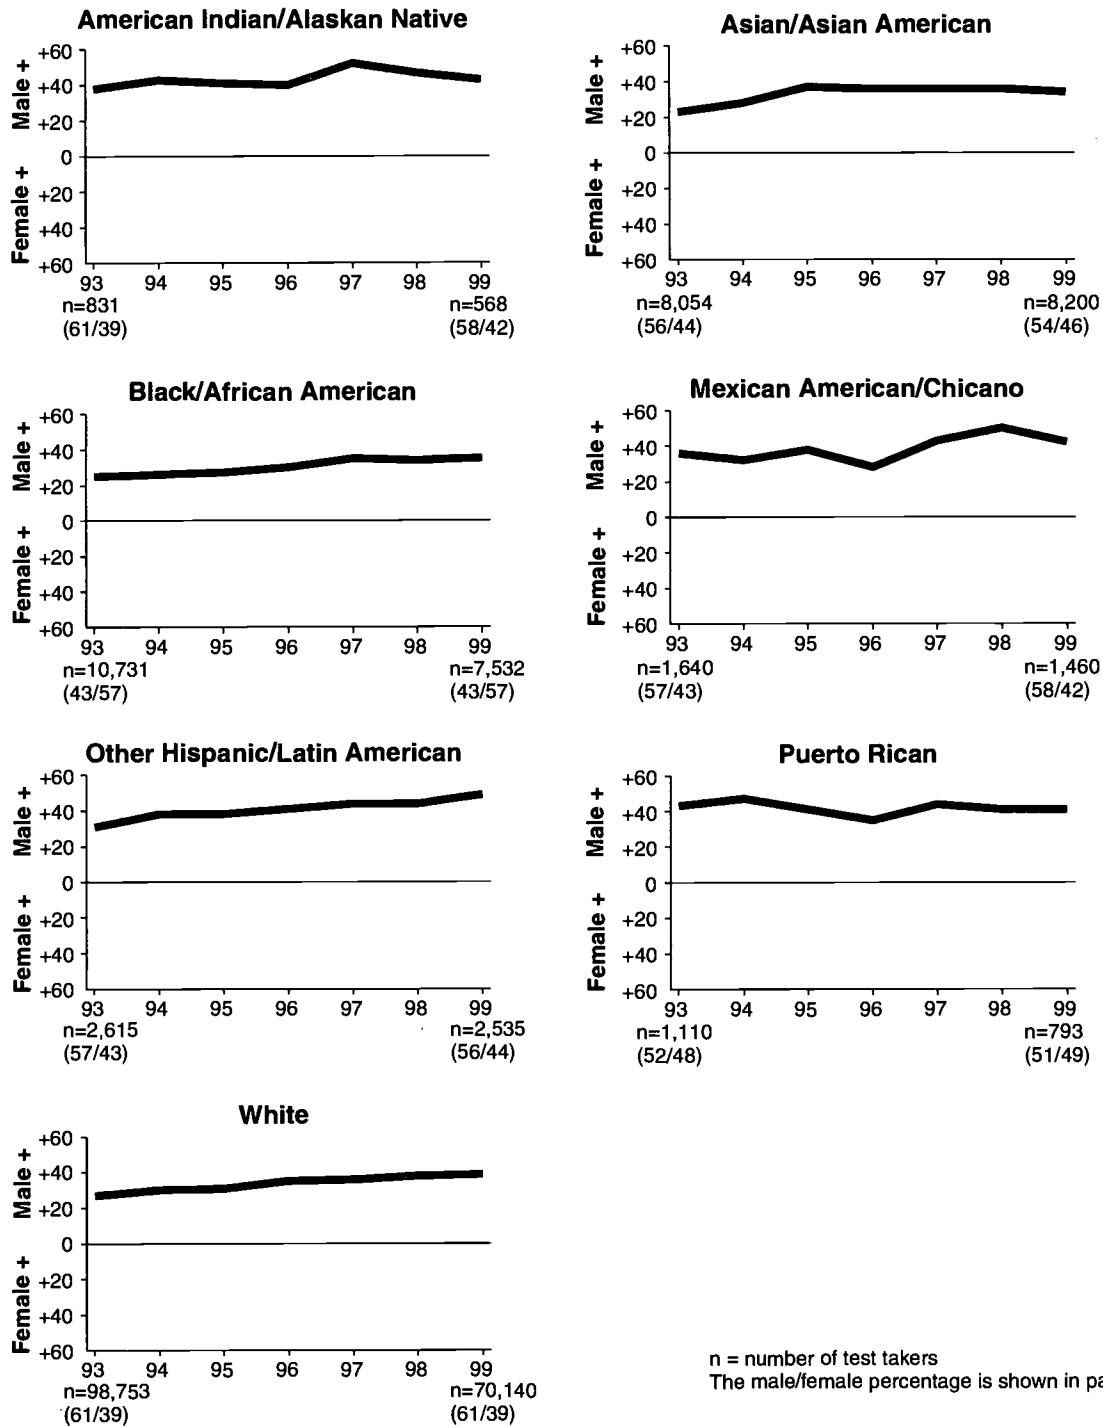 American Indian/Alaskan Native
Male +
Female +
+60
+40
+20
0
+20
+40
+60
93 94 95 96 97 98 99
n=831 n=568
(61/39) (58/42)
Asian/Asian American
Male +
Female +
+60
+40
+20
0
+20
+40
+60
93 94 95 96 97 98 99
n=8,054 n=8,200
(56/44) (54/46)
Black/African American
Male +
Female +
+60
+40
+20
0
+20
+40
+60
93 94 95 96 97 98 99
n=10,731 n=7,532
(43/57) (43/57)
Mexican American/Chicano
Male +
Female +
+60
+40
+20
0
+20
+40
+60
93 94 95 96 97 98 99
n=1,640 n=1,460
(57/43) (58/42)
Other Hispanic/Latin American
Male +
Female +
+60
+40
+20
0
+20
+40
+60
93 94 95 96 97 98 99
n=2,615 n=2,535
(57/43) (56/44)
Puerto Rican
Male +
Female +
+60
+40
+20
0
+20
+40
+60
93 94 95 96 97 98 99
n=1,110 n=793
(52/48) (51/49)
White
Male +
Female +
+60
+40
+20
0
+20
+40
+60
93 94 95 96 97 98 99
n=98,753 n=70,140
(61/39) (61/39)
n = number of test takers
The male/female percentage is shown in pa